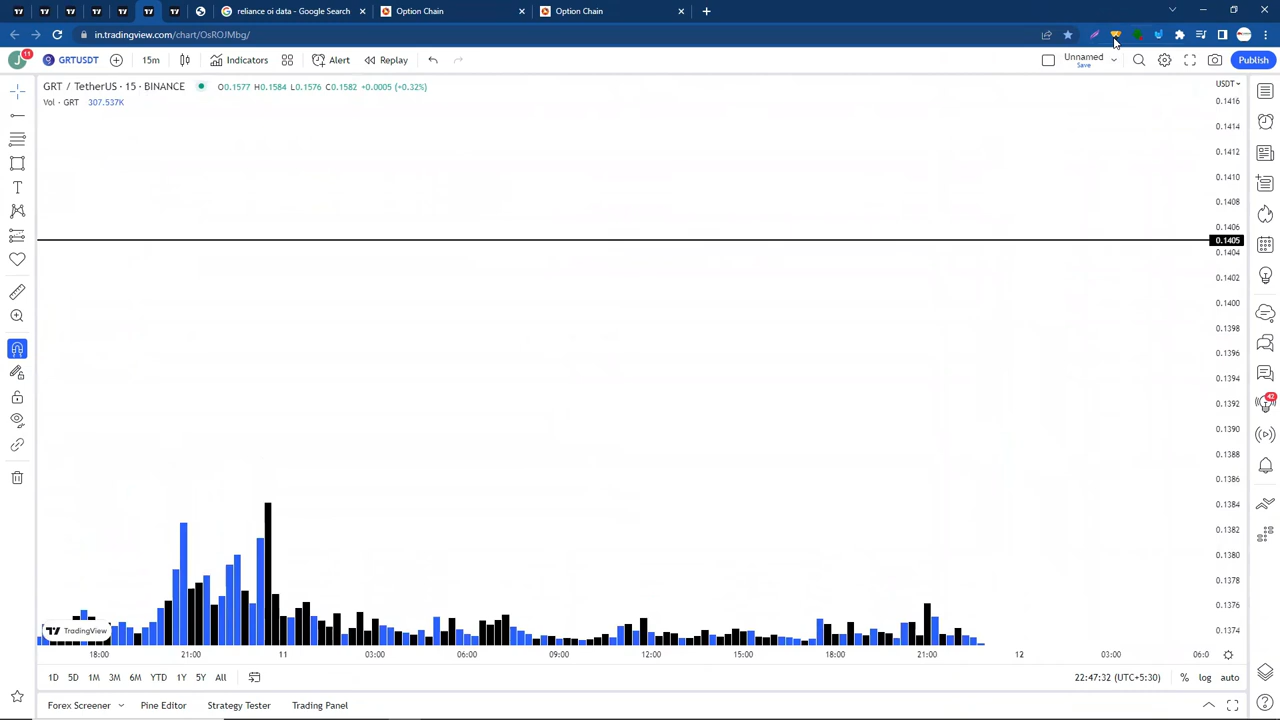 reliance oi data - Google Search
Option Chain
Option Chain
in.tradingview.com/chart/OsROJMbg/
J
11
GRTUSDT
15m
Indicators
Alert
Replay
Unnamed
Save
Publish
GRT / TetherUS · 15 · BINANCE
O0.1577 H0.1584 L0.1576 C0.1582 +0.0005 (+0.32%)
Vol · GRT 307.537K
USDT
0.1416
0.1414
0.1412
0.1410
0.1408
0.1406
0.1405
0.1404
0.1402
0.1400
0.1398
0.1396
0.1394
0.1392
0.1390
0.1388
0.1386
0.1384
0.1382
0.1380
0.1378
0.1376
0.1374
42
TradingView
18:00 21:00 11 03:00 06:00 09:00 12:00 15:00 18:00 21:00 12 03:00 06:0
1D 5D 1M 3M 6M YTD 1Y 5Y All
22:47:32 (UTC+5:30) % log auto
Forex Screener Pine Editor Strategy Tester Trading Panel